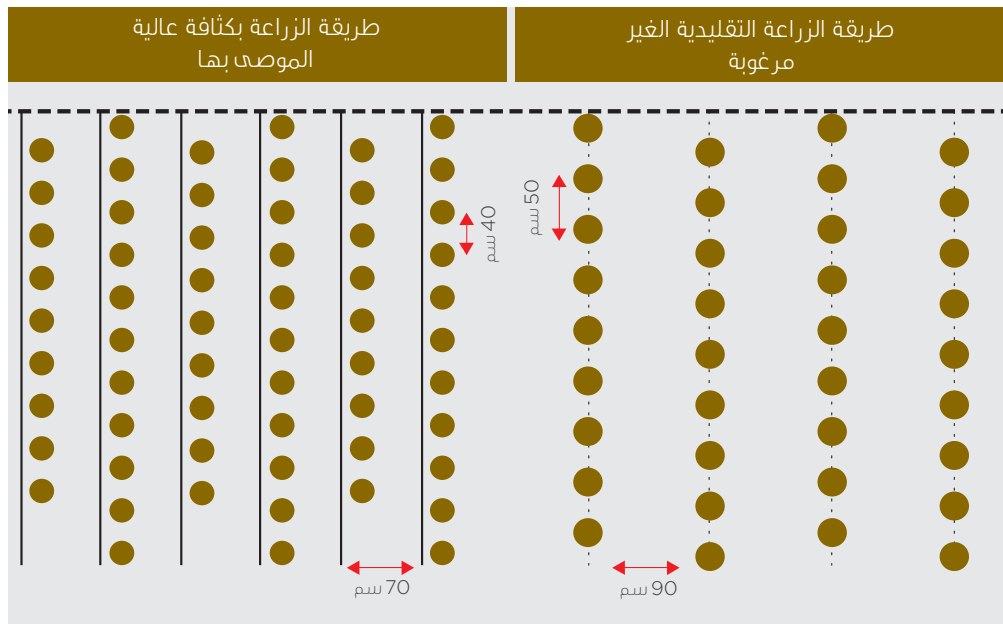 طريقة الزراعة التقليدية الغير
مرغوبة
طريقة الزراعة بكثافة عالية
الموصى بها
50 سم
40 سم
90 سم
70 سم